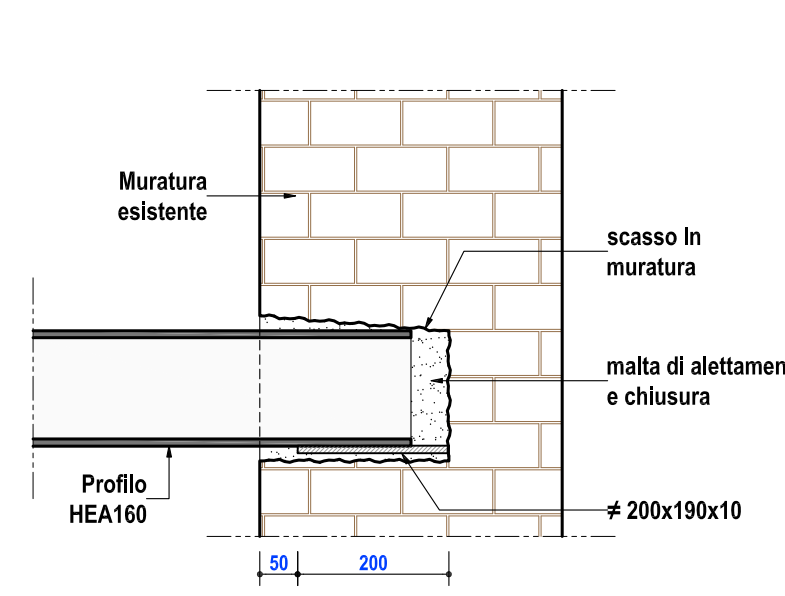 Muratura
esistente
scasso In
muratura
malta di alettamen
e chiusura
Profilo
HEA160
≠ 200x190x10
50
200